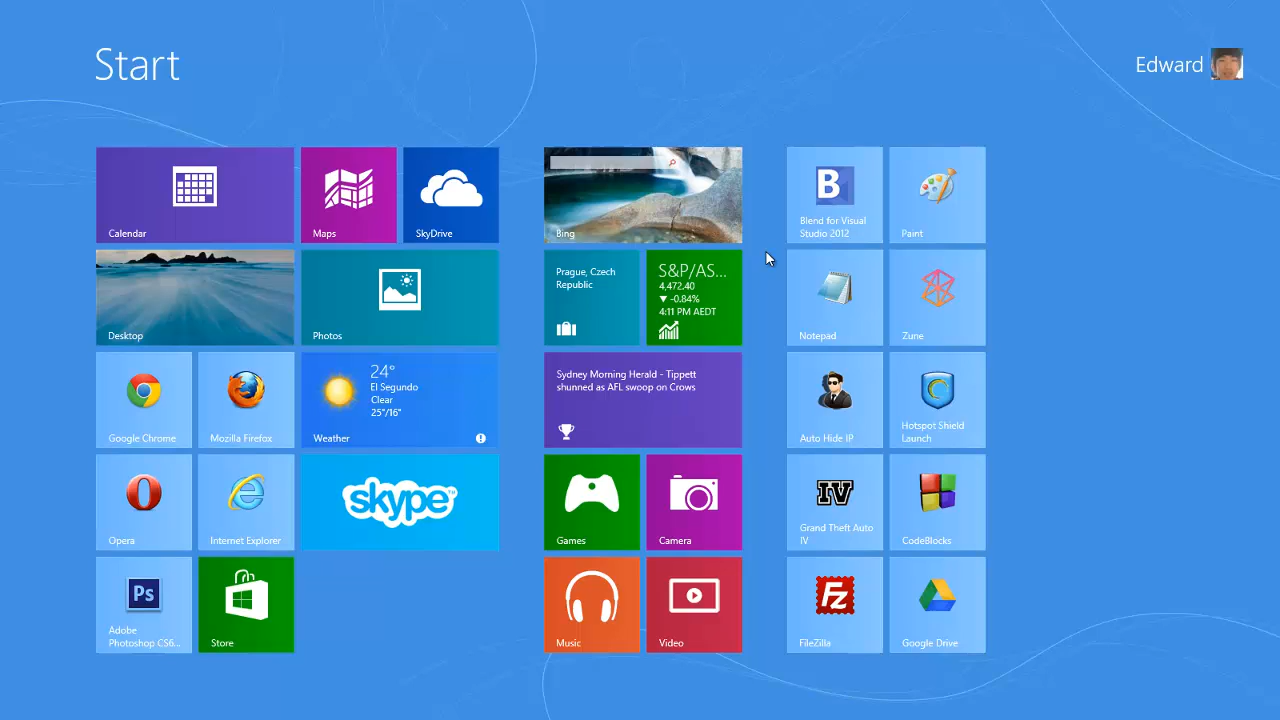 Start
Edward
Calendar
Maps
SkyDrive
Desktop
Photos
Google Chrome
Mozilla Firefox
24°
El Segundo
Clear
25°/16°
Weather
Opera
Internet Explorer
skype™
Ps
Adobe
Photoshop CS6...
Store
Bing
Prague, Czech
Republic
S&P/AS...
4,472.40
▼ -0.84%
4:11 PM AEDT
Sydney Morning Herald - Tippett
shunned as AFL swoop on Crows
Games
Camera
Music
Video
B
Blend for Visual
Studio 2012
Paint
Notepad
Zune
Auto Hide IP
Hotspot Shield
Launch
IV
Grand Theft Auto
IV
CodeBlocks
Fz
FileZilla
Google Drive